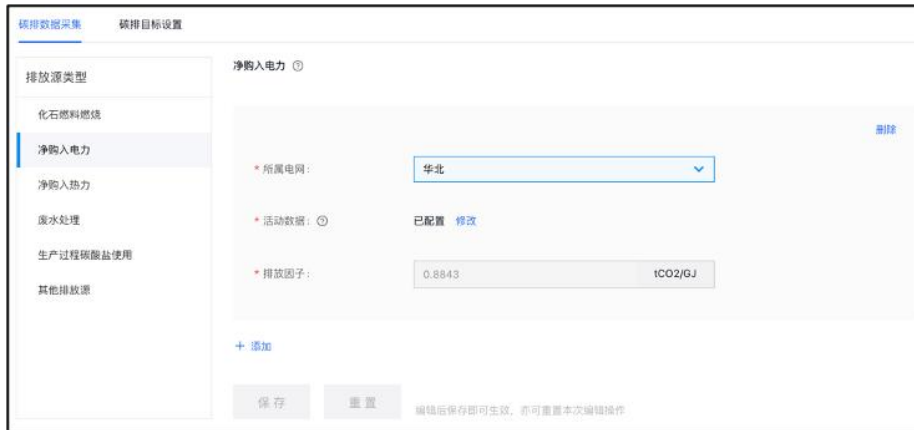 碳排数据采集 碳排目标设置
排放源类型
化石燃料燃烧
净购入电力
净购入热力
废水处理
生产过程碳酸盐使用
其他排放源
净购入电力 ?
删除
* 所属电网: 华北
* 活动数据: ? 已配置 修改
* 排放因子: 0.8843 tCO2/GJ
+ 添加
保存 重置 编辑后保存即可生效，亦可重置本次编辑操作